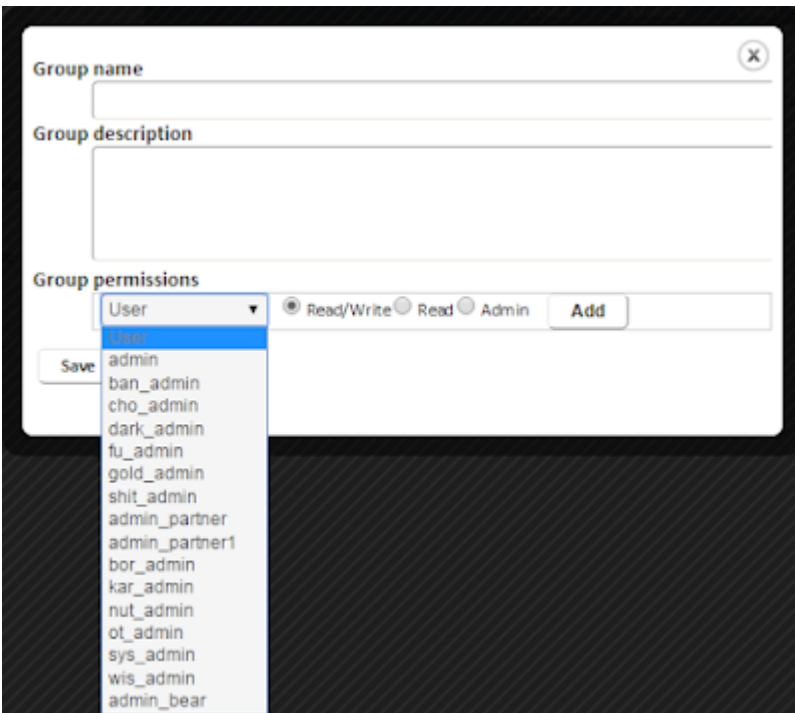 x
Group name
Group description
Group permissions
User Read/Write Read Admin Add
User
Save
admin
ban_admin
cho_admin
dark_admin
fu_admin
gold_admin
shit_admin
admin_partner
admin_partner1
bor_admin
kar_admin
nut_admin
ot_admin
sys_admin
wis_admin
admin_bear